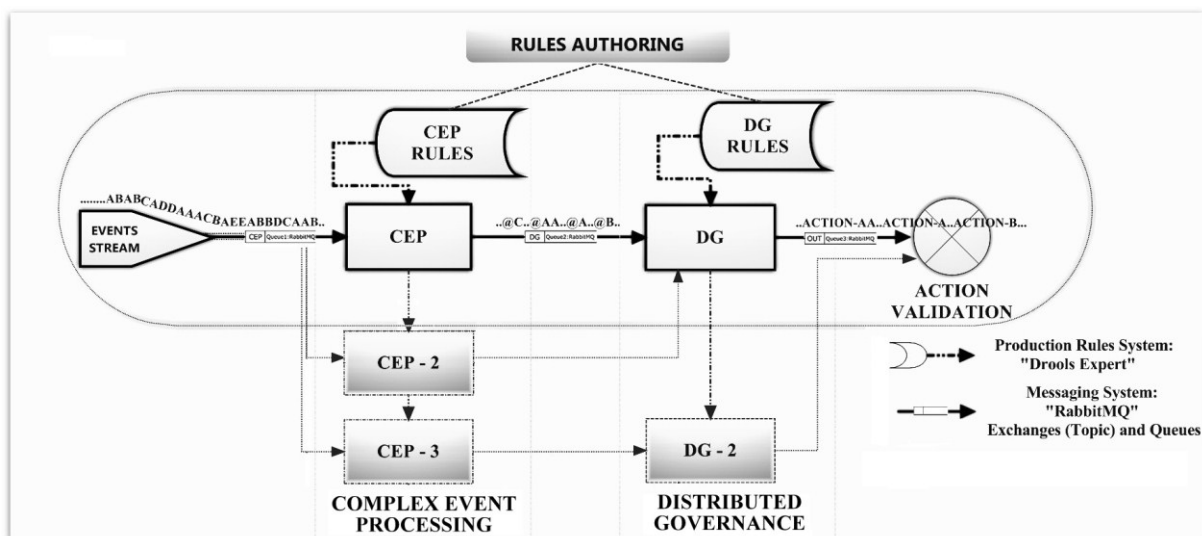 RULES AUTHORING
CEP
RULES
DG
RULES
........ABABCADDAAACBAEEABBDCAAB..
EVENTS
STREAM
CEP Queue1:RabbitMQ
CEP
..@C..@AA..@A..@B..
DG Queue2:RabbitMQ
DG
..ACTION-AA..ACTION-A..ACTION-B...
OUT Queue3:RabbitMQ
ACTION
VALIDATION
CEP - 2
CEP - 3
DG - 2
COMPLEX EVENT
PROCESSING
DISTRIBUTED
GOVERNANCE
Production Rules System:
"Drools Expert"
Messaging System:
"RabbitMQ"
Exchanges (Topic) and Queues